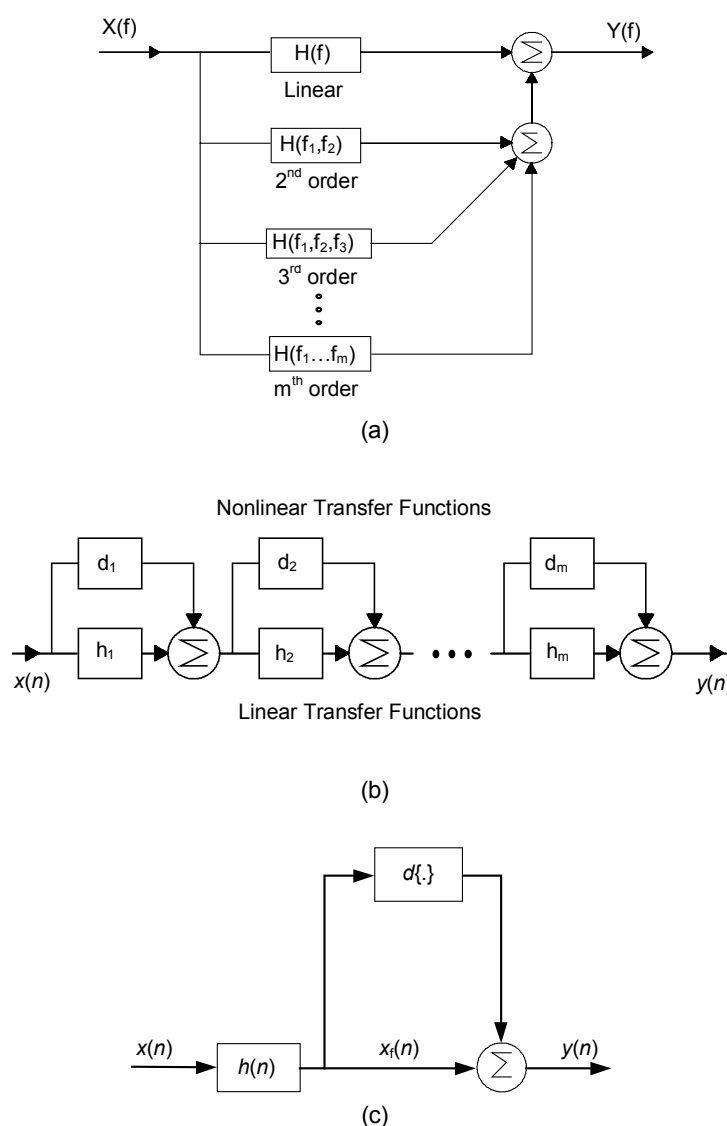 X(f)
H(f)
Σ
Y(f)
Linear
H(f₁,f₂)
Σ
2ⁿᵈ order
H(f₁,f₂,f₃)
3ʳᵈ order
H(f₁…fₘ)
mᵗʰ order
(a)
Nonlinear Transfer Functions
d₁
d₂
dₘ
h₁
Σ
h₂
Σ
hₘ
Σ
x(n)
y(n)
Linear Transfer Functions
(b)
d{.}
x(n)
h(n)
x_f(n)
Σ
y(n)
(c)